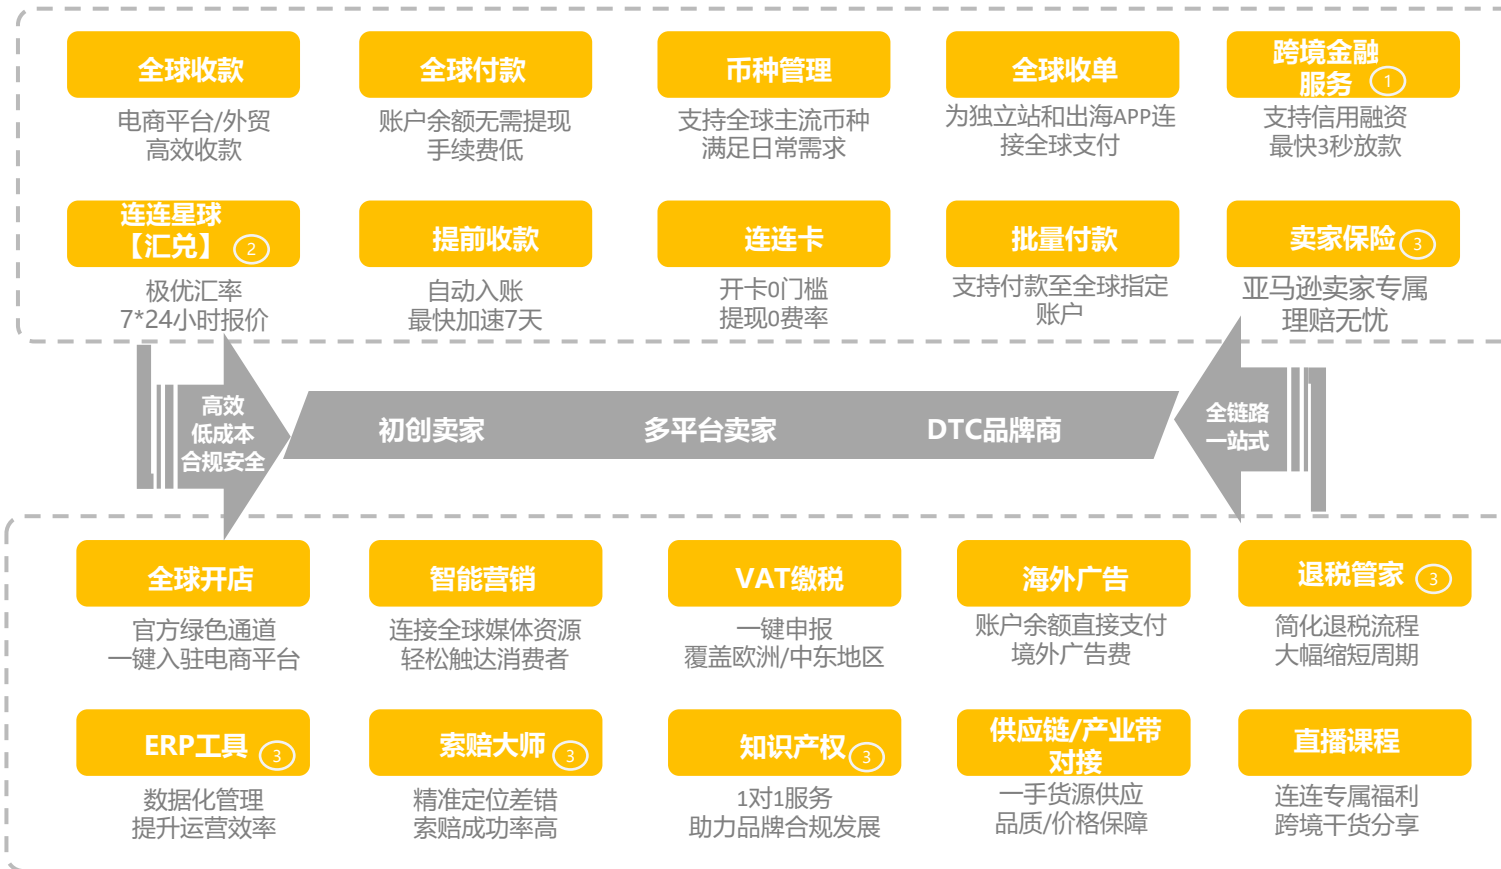 全球收款
电商平台/外贸
高效收款
全球付款
账户余额无需提现
手续费低
币种管理
支持全球主流币种
满足日常需求
全球收单
为独立站和出海APP连
接全球支付
跨境金融
服务 1
支持信用融资
最快3秒放款
连连星球
【汇兑】 2
极优汇率
7*24小时报价
提前收款
自动入账
最快加速7天
连连卡
开卡0门槛
提现0费率
批量付款
支持付款至全球指定
账户
卖家保险 3
亚马逊卖家专属
理赔无忧
高效
低成本
合规安全
初创卖家
多平台卖家
DTC品牌商
全链路
一站式
全球开店
官方绿色通道
一键入驻电商平台
智能营销
连接全球媒体资源
轻松触达消费者
VAT缴税
一键申报
覆盖欧洲/中东地区
海外广告
账户余额直接支付
境外广告费
退税管家 3
简化退税流程
大幅缩短周期
ERP工具 3
数据化管理
提升运营效率
索赔大师 3
精准定位差错
索赔成功率高
知识产权 3
1对1服务
助力品牌合规发展
供应链/产业带
对接
一手货源供应
品质/价格保障
直播课程
连连专属福利
跨境干货分享